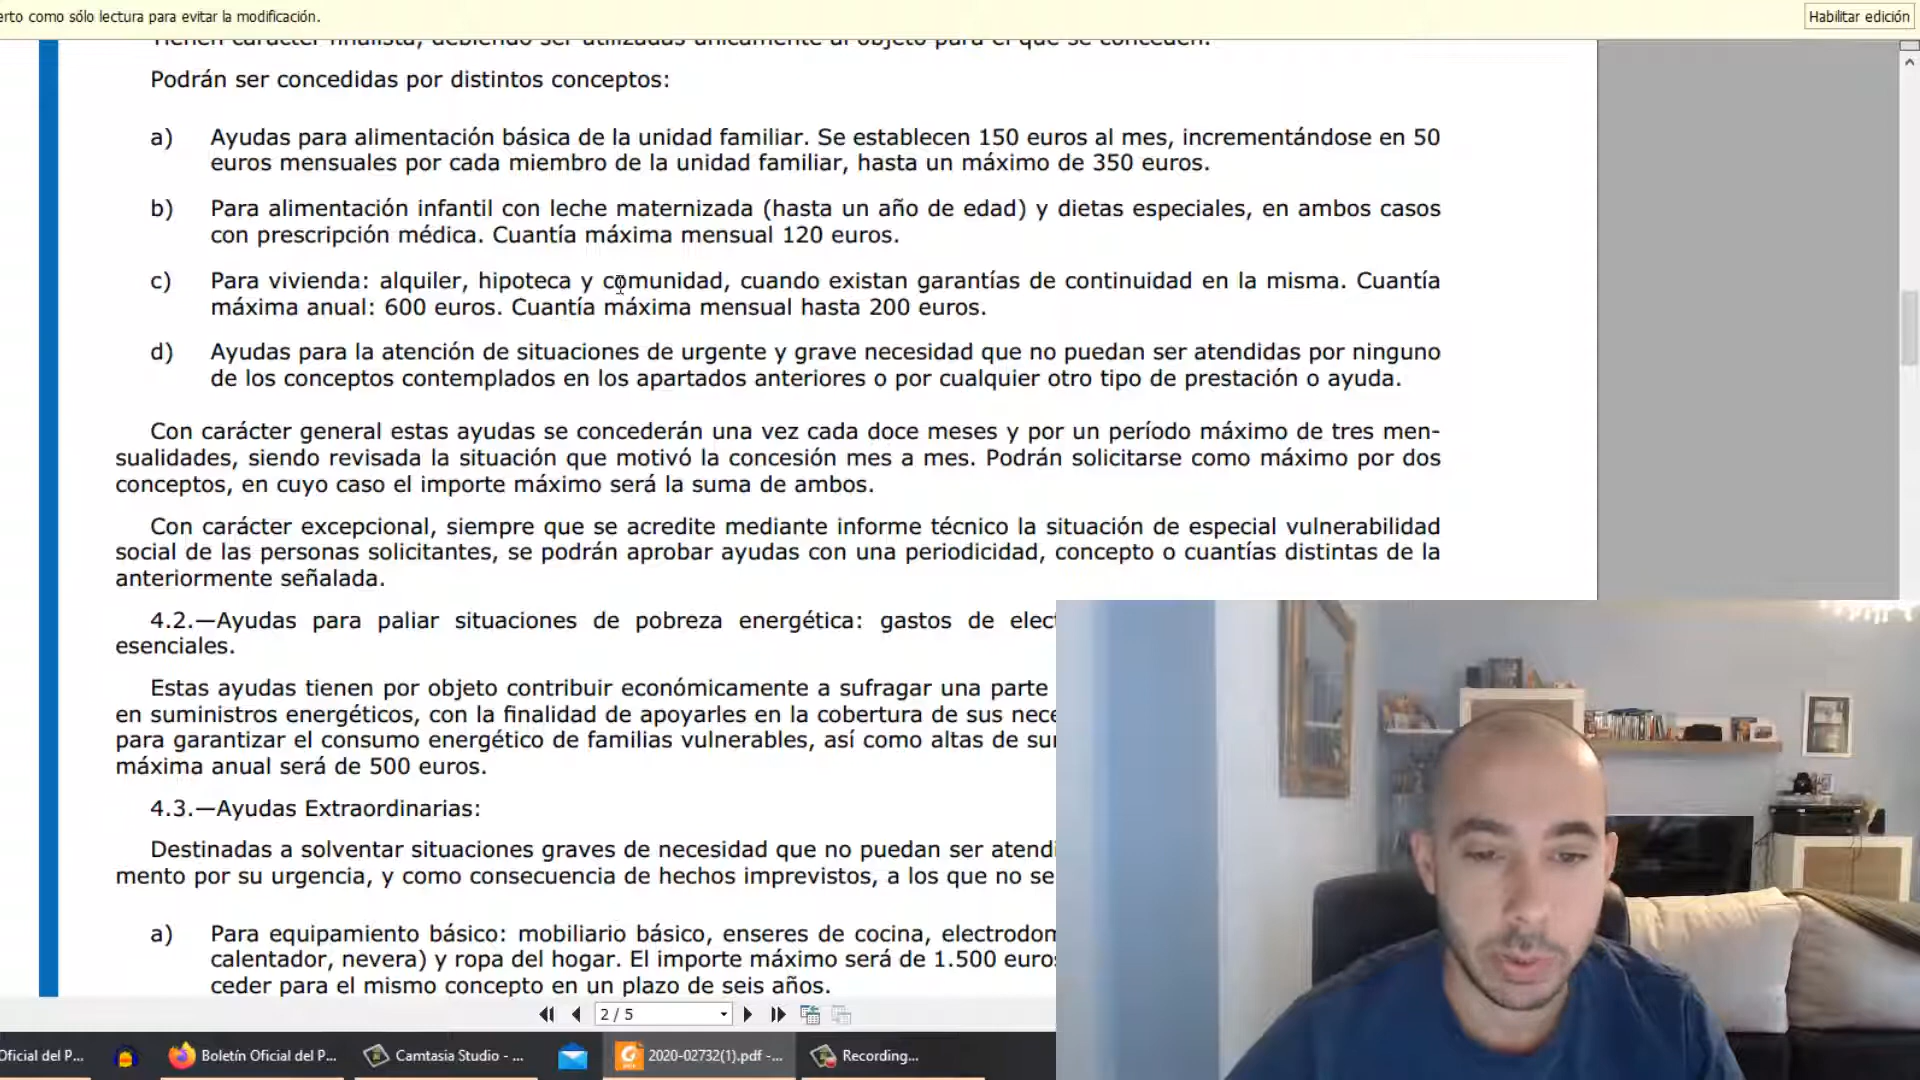 erto como sólo lectura para evitar la modificación.
Habilitar edición
Tienen carácter finalista, debiendo ser utilizadas únicamente al objeto para el que se conceden.
Podrán ser concedidas por distintos conceptos:
a) Ayudas para alimentación básica de la unidad familiar. Se establecen 150 euros al mes, incrementándose en 50
euros mensuales por cada miembro de la unidad familiar, hasta un máximo de 350 euros.
b) Para alimentación infantil con leche maternizada (hasta un año de edad) y dietas especiales, en ambos casos
con prescripción médica. Cuantía máxima mensual 120 euros.
c) Para vivienda: alquiler, hipoteca y comunidad, cuando existan garantías de continuidad en la misma. Cuantía
máxima anual: 600 euros. Cuantía máxima mensual hasta 200 euros.
d) Ayudas para la atención de situaciones de urgente y grave necesidad que no puedan ser atendidas por ninguno
de los conceptos contemplados en los apartados anteriores o por cualquier otro tipo de prestación o ayuda.
Con carácter general estas ayudas se concederán una vez cada doce meses y por un período máximo de tres men-
sualidades, siendo revisada la situación que motivó la concesión mes a mes. Podrán solicitarse como máximo por dos
conceptos, en cuyo caso el importe máximo será la suma de ambos.
Con carácter excepcional, siempre que se acredite mediante informe técnico la situación de especial vulnerabilidad
social de las personas solicitantes, se podrán aprobar ayudas con una periodicidad, concepto o cuantías distintas de la
anteriormente señalada.
4.2.—Ayudas para paliar situaciones de pobreza energética: gastos de elect
esenciales.
Estas ayudas tienen por objeto contribuir económicamente a sufragar una parte
en suministros energéticos, con la finalidad de apoyarles en la cobertura de sus nece
para garantizar el consumo energético de familias vulnerables, así como altas de sur
máxima anual será de 500 euros.
4.3.—Ayudas Extraordinarias:
Destinadas a solventar situaciones graves de necesidad que no puedan ser atendi
mento por su urgencia, y como consecuencia de hechos imprevistos, a los que no se
a) Para equipamiento básico: mobiliario básico, enseres de cocina, electrodom
calentador, nevera) y ropa del hogar. El importe máximo será de 1.500 euros
ceder para el mismo concepto en un plazo de seis años.
2 / 5
Oficial del P...
Boletín Oficial del P...
Camtasia Studio - ...
2020-02732(1).pdf -...
Recording...